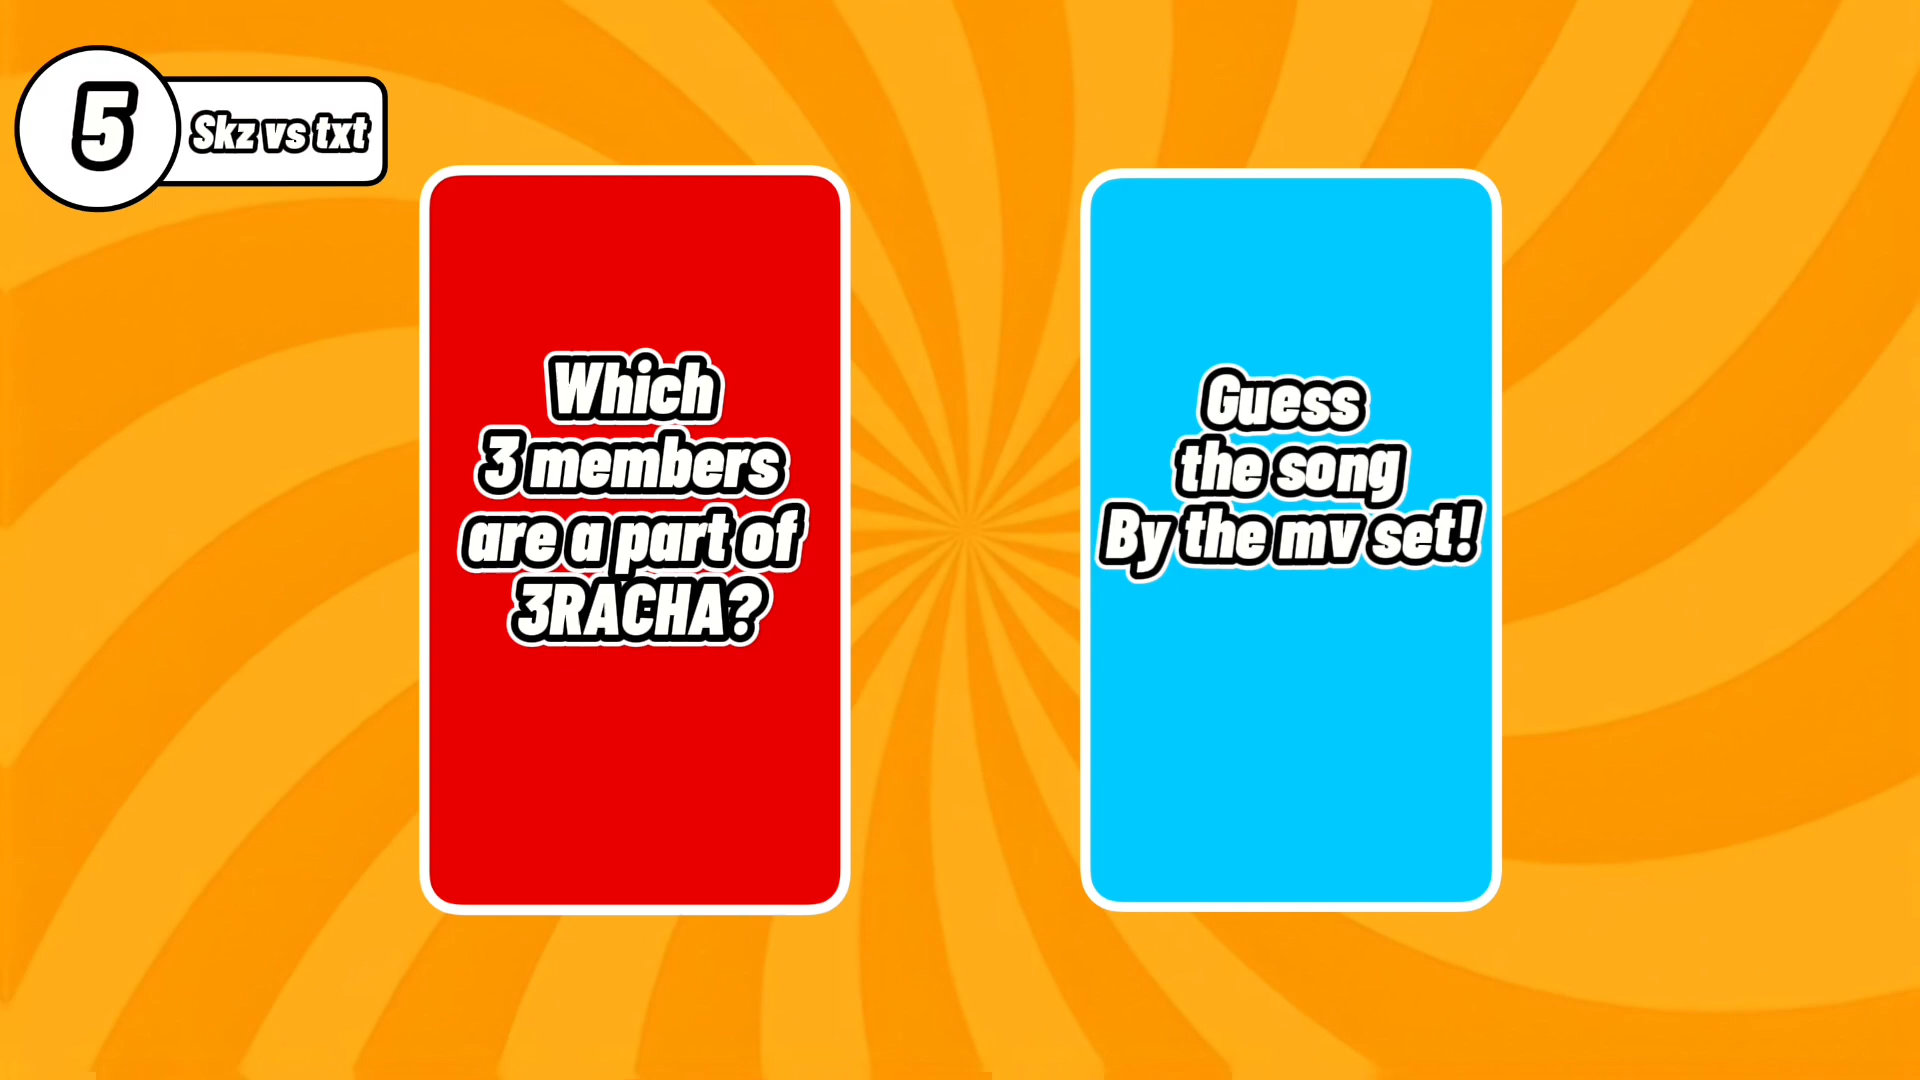 5
Skz vs txt
Which
3 members
are a part of
3RACHA?
Guess
the song
By the mv set!